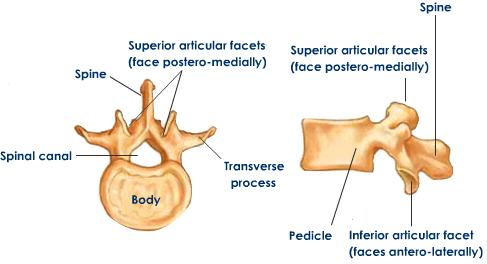 Superior articular facets
(face postero-medially)
Spine
Spinal canal
Transverse
process
Body
Spine
Superior articular facets
(face postero-medially)
Pedicle
Inferior articular facet
(faces antero-laterally)